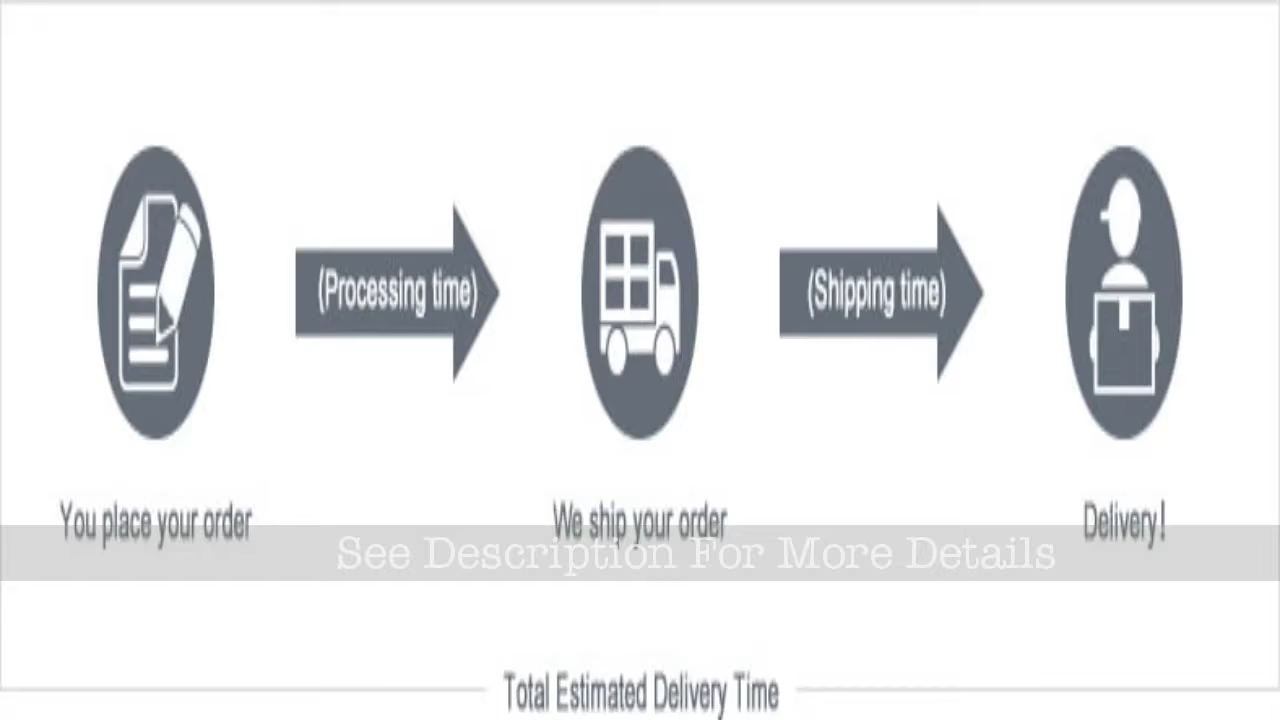 (Processing time)
(Shipping time)
You place your order
We ship your order
Delivery!
See Description For More Details
Total Estimated Delivery Time